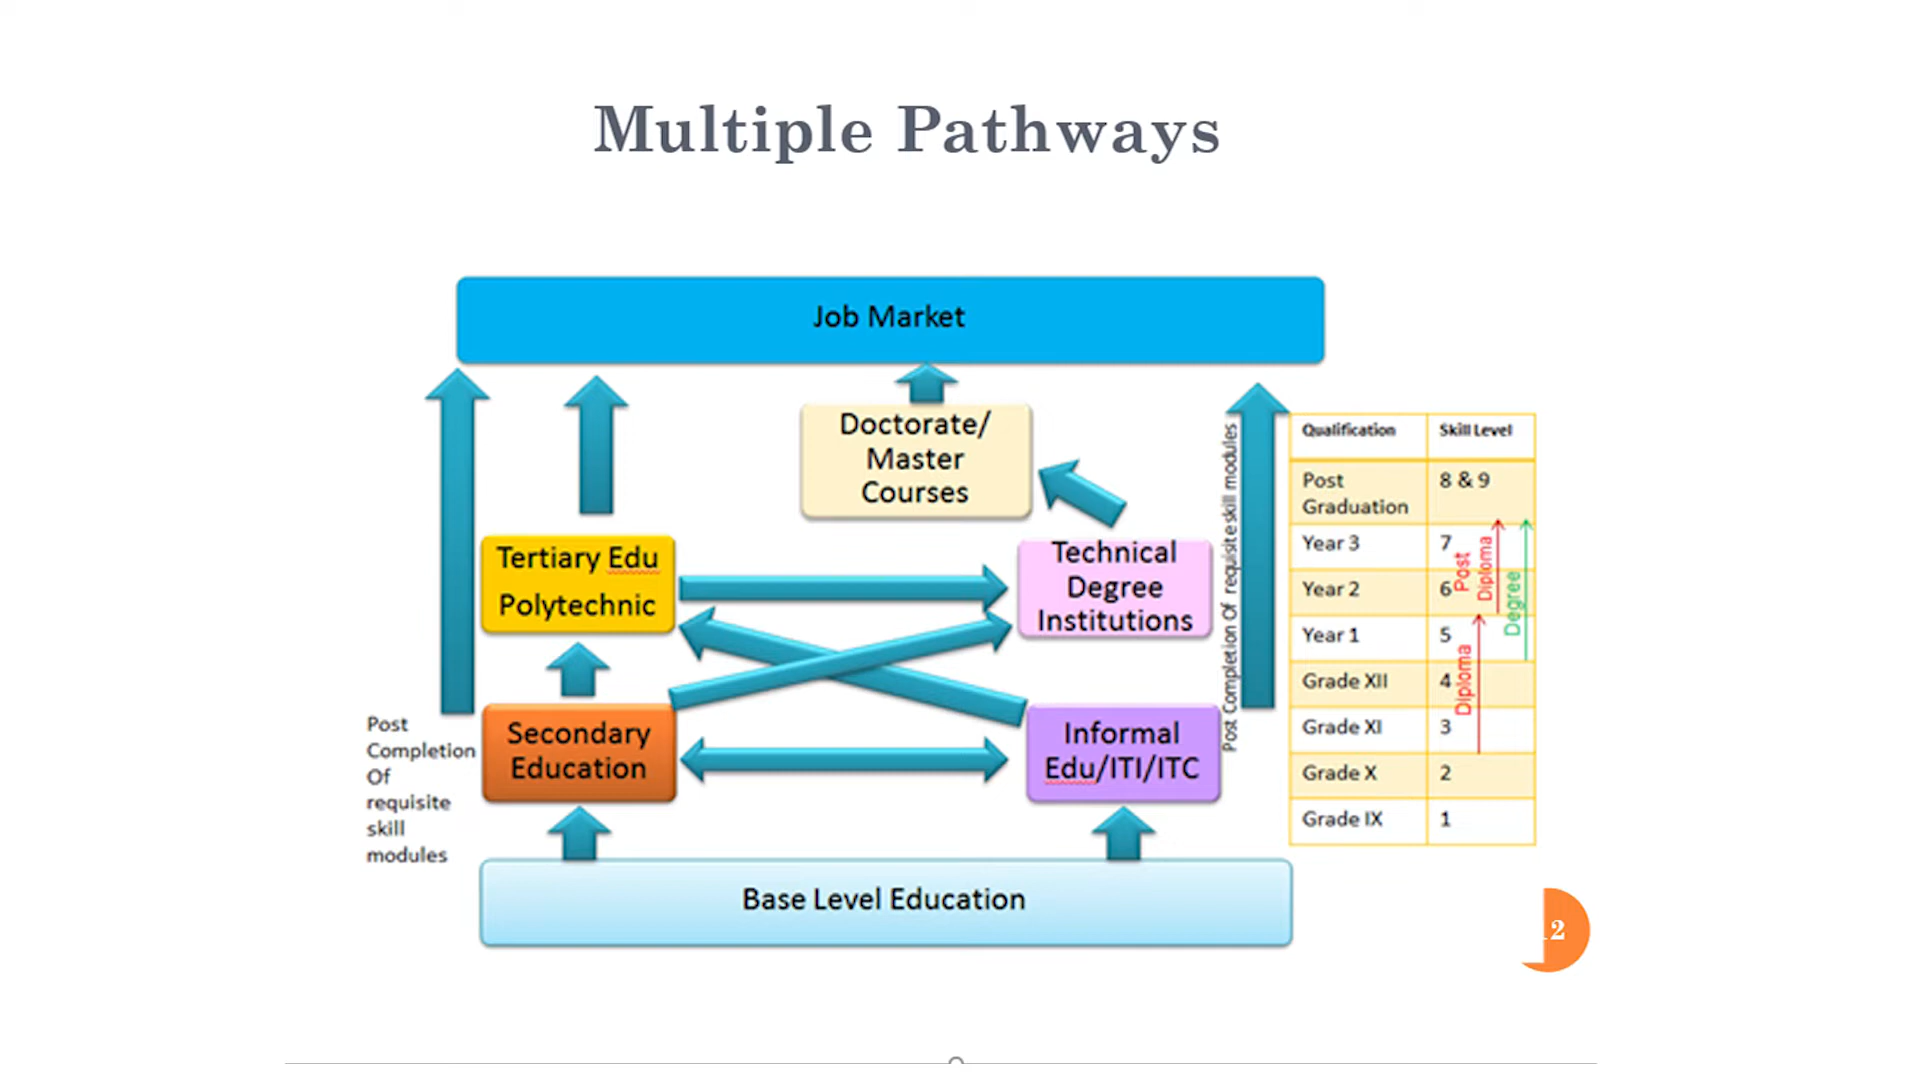 Multiple Pathways
Job Market
Doctorate/
Master
Courses
Tertiary Edu
Polytechnic
Technical
Degree
Institutions
Secondary
Education
Informal
Edu/ITI/ITC
Base Level Education
Post
Completion
Of
requisite
skill
modules
Post Completion Of requisite skill modules
Qualification Skill Level
Post
Graduation 8 & 9
Year 3 7
Year 2 6
Year 1 5
Grade XII 4
Grade XI 3
Grade X 2
Grade IX 1
Post
Diploma
Degree
Diploma
12